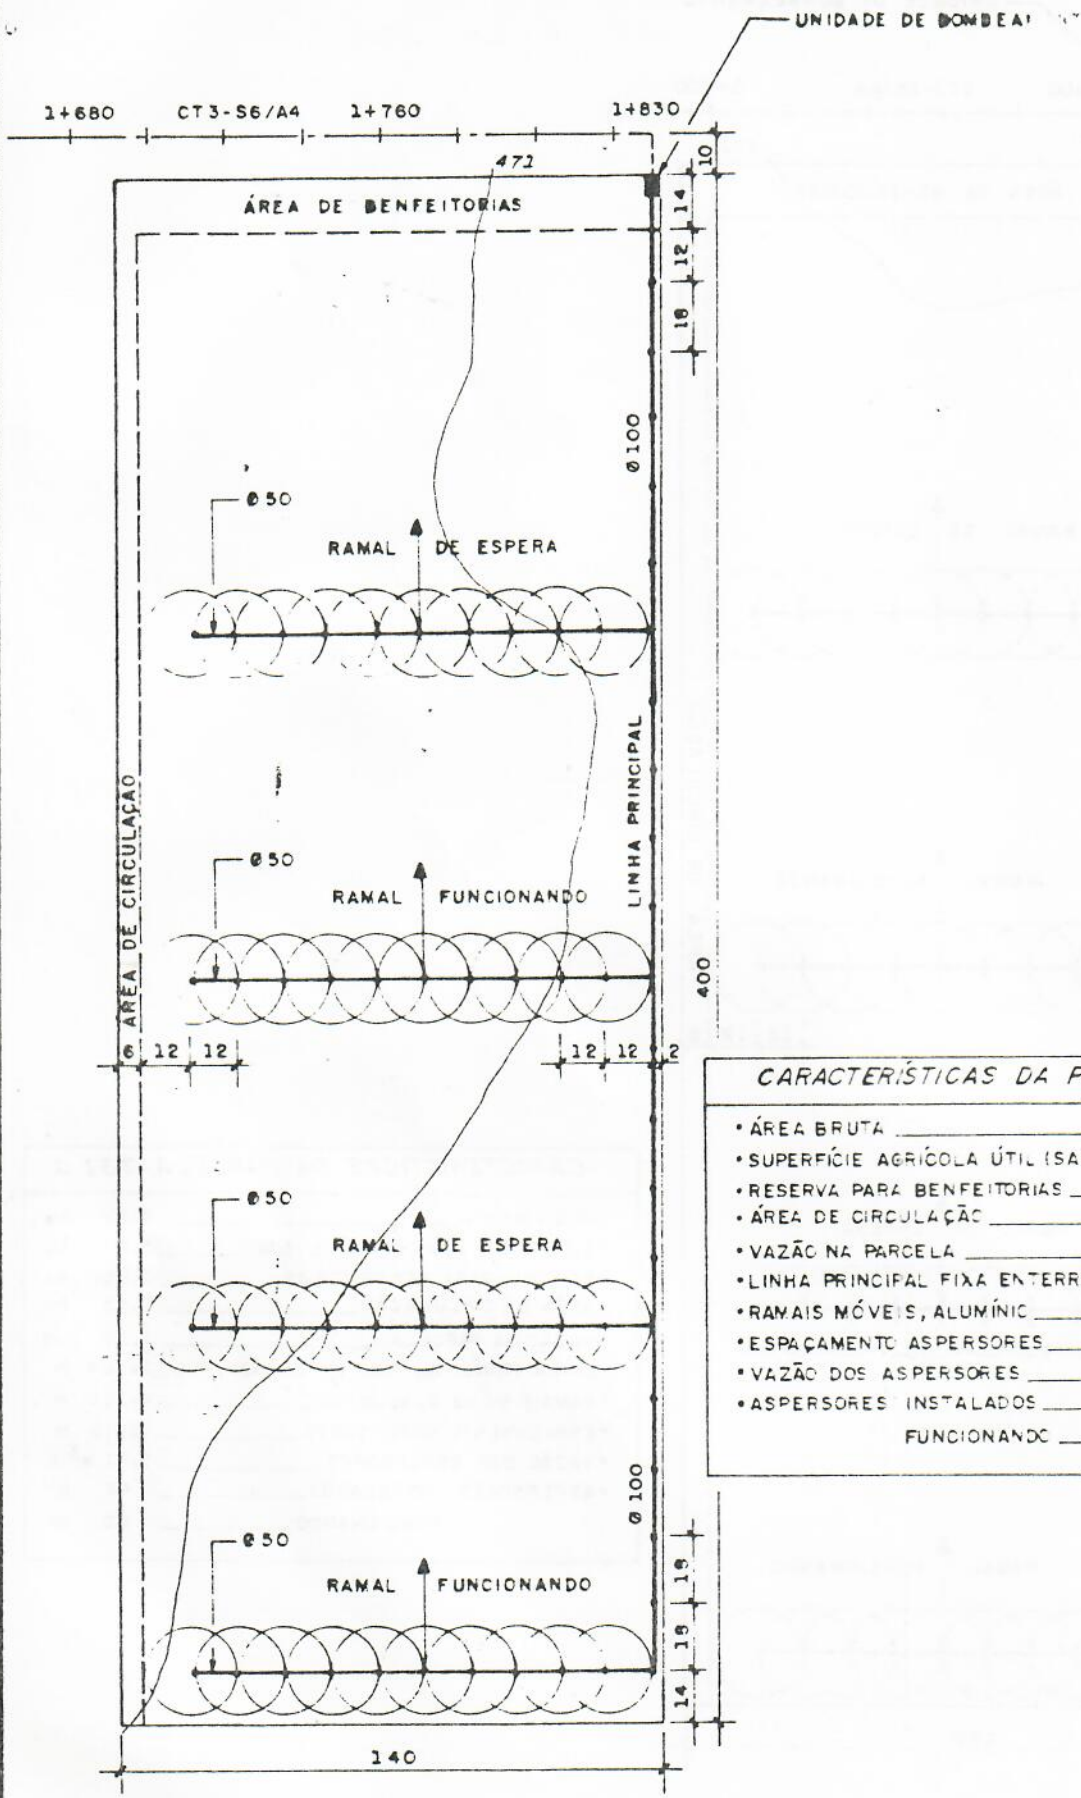 UNIDADE DE
1+680 CT3-S6/A4 1+760 1+830
10
471
14
ÁREA DE BENFEITORIAS
12
18
Ø100
Ø50
RAMAL DE ESPERA
LINHA PRINCIPAL
ÁREA DE CIRCULAÇÃO
Ø50
RAMAL FUNCIONANDO
400
6 12 12 12 12 2
CARACTERÍSTICAS DA P
• ÁREA BRUTA
• SUPERFÍCIE AGRÍCOLA ÚTIL (SA
• RESERVA PARA BENFEITORIAS
• ÁREA DE CIRCULAÇÃO
• VAZÃO NA PARCELA
• LINHA PRINCIPAL FIXA ENTERR
• RAMAIS MÓVEIS, ALUMÍNIO
• ESPAÇAMENTO ASPERSORES
• VAZÃO DOS ASPERSORES
• ASPERSORES INSTALADOS
FUNCIONANDO
Ø50
RAMAL DE ESPERA
Ø100
Ø50
18
RAMAL FUNCIONANDO
18
14
140